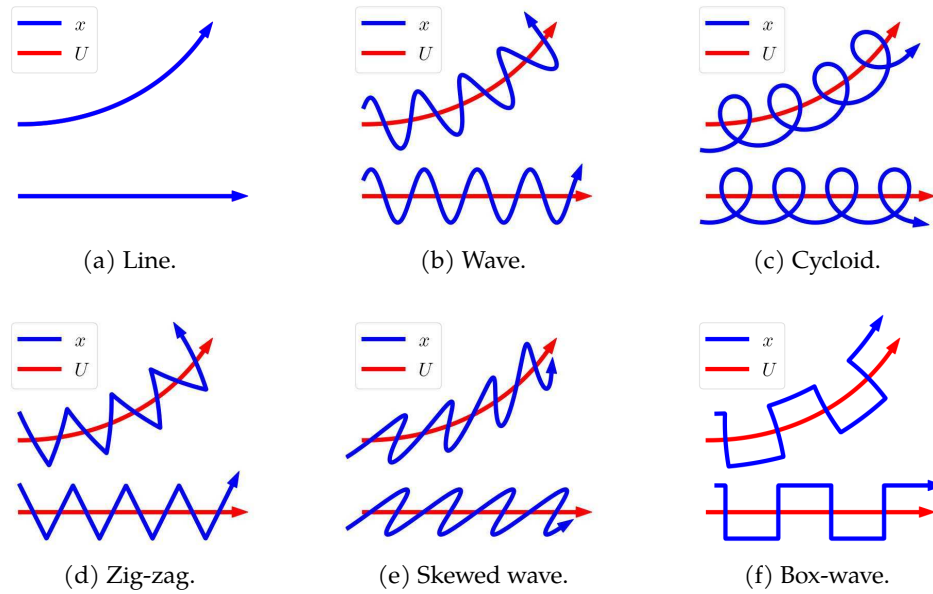 x
U
x
U
x
U
(a) Line.
(b) Wave.
(c) Cycloid.
x
U
x
U
x
U
(d) Zig-zag.
(e) Skewed wave.
(f) Box-wave.